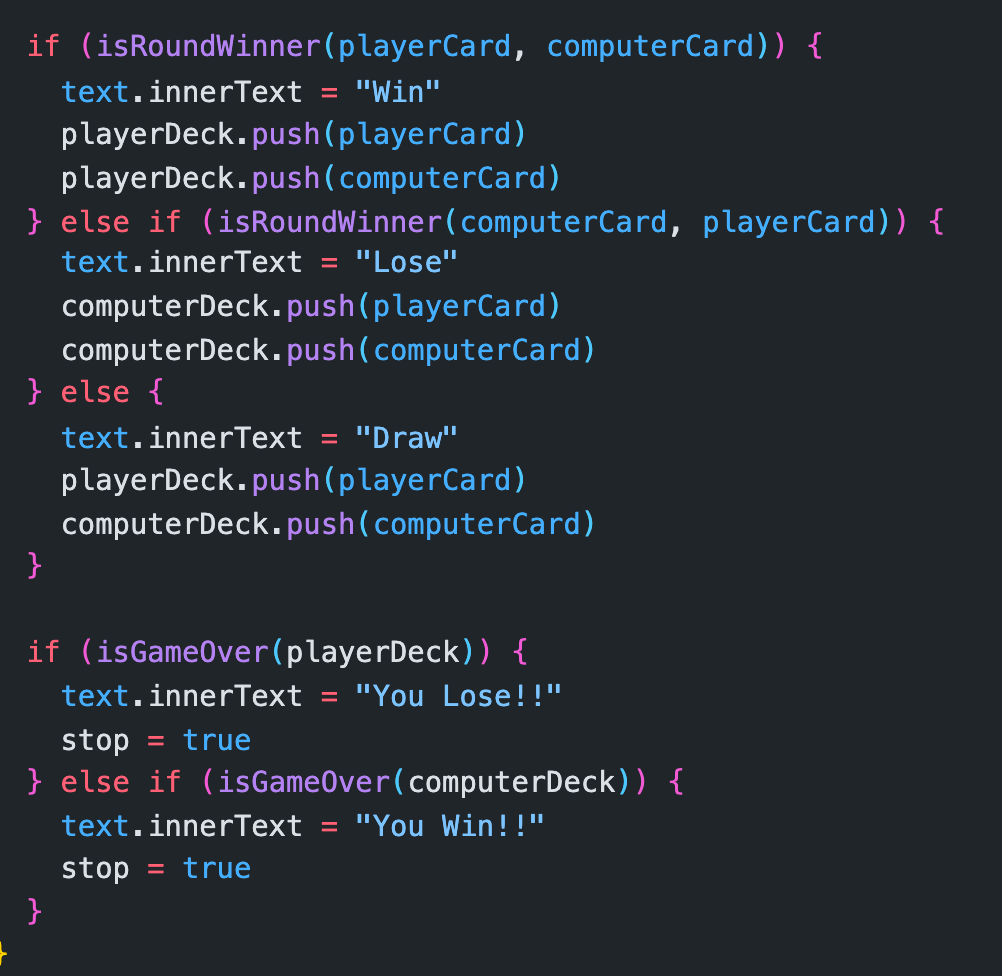 if (isRoundWinner(playerCard, computerCard)) {
text.innerText = "Win"
playerDeck.push(playerCard)
playerDeck.push(computerCard)
} else if (isRoundWinner(computerCard, playerCard)) {
text.innerText = "Lose"
computerDeck.push(playerCard)
computerDeck.push(computerCard)
} else {
text.innerText = "Draw"
playerDeck.push(playerCard)
computerDeck.push(computerCard)
}
if (isGameOver(playerDeck)) {
text.innerText = "You Lose!!"
stop = true
} else if (isGameOver(computerDeck)) {
text.innerText = "You Win!!"
stop = true
}
}